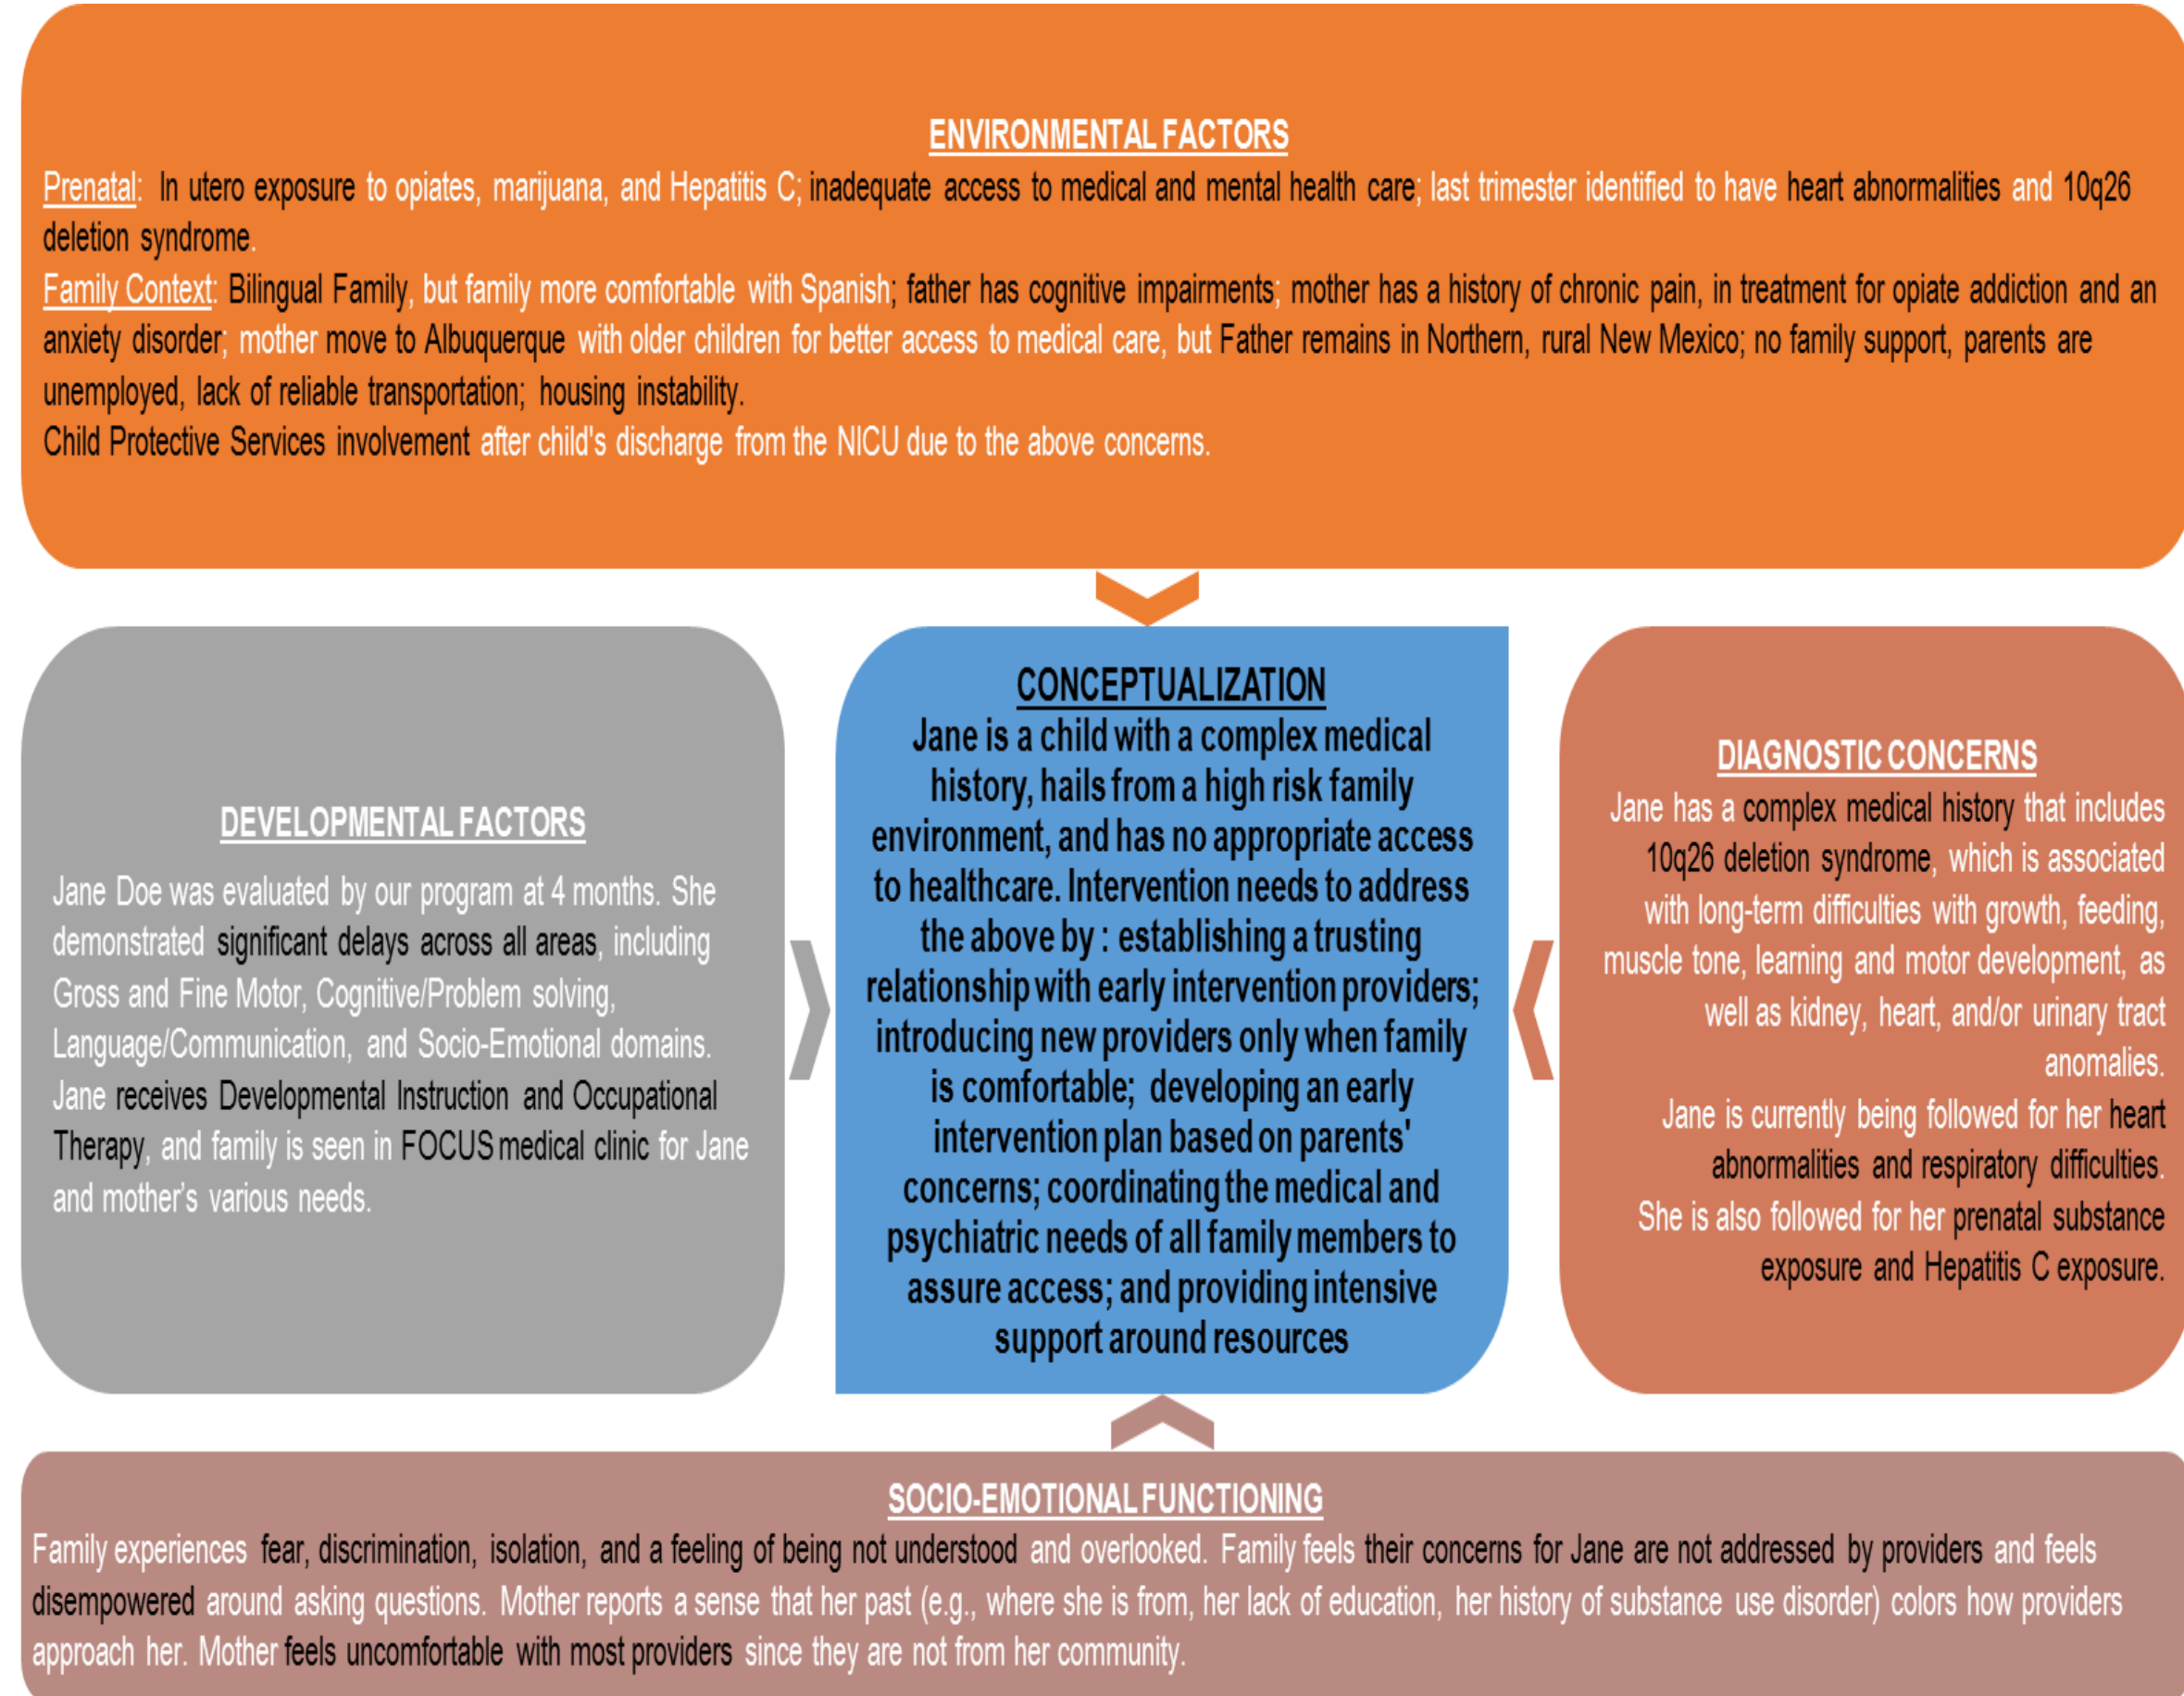 ENVIRONMENTAL FACTORS
Prenatal: In utero exposure to opiates, marijuana, and Hepatitis C; inadequate access to medical and mental health care; last trimester identified to have heart abnormalities and 10q26
deletion syndrome.
Family Context: Bilingual Family, but family more comfortable with Spanish; father has cognitive impairments; mother has a history of chronic pain, in treatment for opiate addiction and an
anxiety disorder; mother move to Albuquerque with older children for better access to medical care, but Father remains in Northern, rural New Mexico; no family support, parents are
unemployed, lack of reliable transportation; housing instability.
Child Protective Services involvement after child's discharge from the NICU due to the above concerns.
DEVELOPMENTAL FACTORS
Jane Doe was evaluated by our program at 4 months. She
demonstrated significant delays across all areas, including
Gross and Fine Motor, Cognitive/Problem solving,
Language/Communication, and Socio-Emotional domains.
Jane receives Developmental Instruction and Occupational
Therapy, and family is seen in FOCUS medical clinic for Jane
and mother's various needs.
CONCEPTUALIZATION
Jane is a child with a complex medical
history, hails from a high risk family
environment, and has no appropriate access
to healthcare. Intervention needs to address
the above by : establishing a trusting
relationship with early intervention providers;
introducing new providers only when family
is comfortable; developing an early
intervention plan based on parents'
concerns; coordinating the medical and
psychiatric needs of all family members to
assure access; and providing intensive
support around resources
DIAGNOSTIC CONCERNS
Jane has a complex medical history that includes
10q26 deletion syndrome, which is associated
with long-term difficulties with growth, feeding,
muscle tone, learning and motor development, as
well as kidney, heart, and/or urinary tract
anomalies.
Jane is currently being followed for her heart
abnormalities and respiratory difficulties.
She is also followed for her prenatal substance
exposure and Hepatitis C exposure.
SOCIO-EMOTIONAL FUNCTIONING
Family experiences fear, discrimination, isolation, and a feeling of being not understood and overlooked. Family feels their concerns for Jane are not addressed by providers and feels
disempowered around asking questions. Mother reports a sense that her past (e.g., where she is from, her lack of education, her history of substance use disorder) colors how providers
approach her. Mother feels uncomfortable with most providers since they are not from her community.